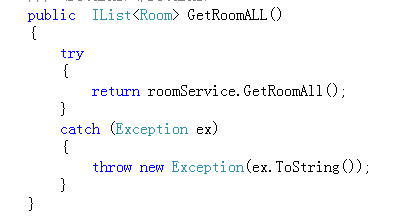 public  IList<Room> GetRoomALL()
{
try
{
return roomService.GetRoomAll();
}
catch (Exception ex)
{
throw new Exception(ex.ToString());
}
}